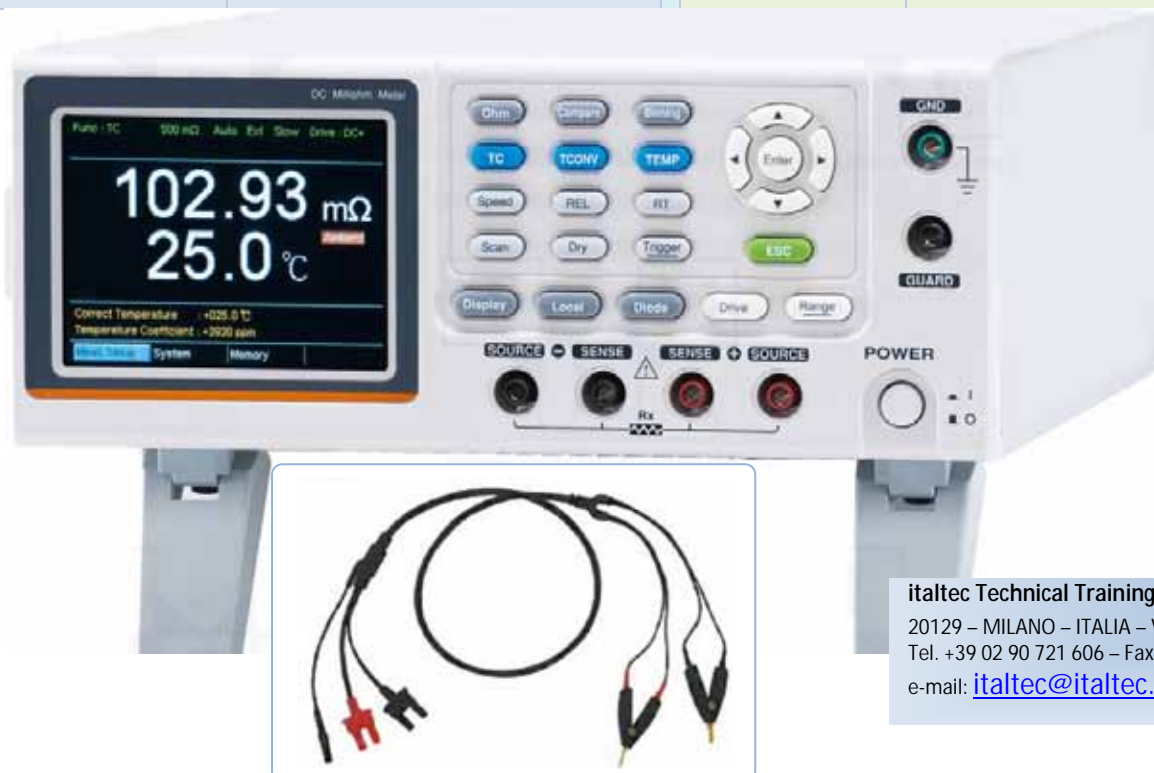 DC Milliohm Meter
Func : TC 500 mΩ Auto Ext Slow Drive : DC+
102.93 mΩ
Ambient
25.0 °C
Correct Temperature : +025.0 °C
Temperature Coefficient : +3930 ppm
Meas. Setup System Memory
Ohm Compare Binning
TC TCONV TEMP
Enter
Speed REL RT
Scan Dry Trigger
ESC
Display Local Diode Drive Range
GND
GUARD
SOURCE - SENSE SENSE + SOURCE
Rx
POWER
I
O
italtec Technical Training
20129 – MILANO – ITALIA –
Tel. +39 02 90 721 606 – Fax
e-mail: italtec@italtec.